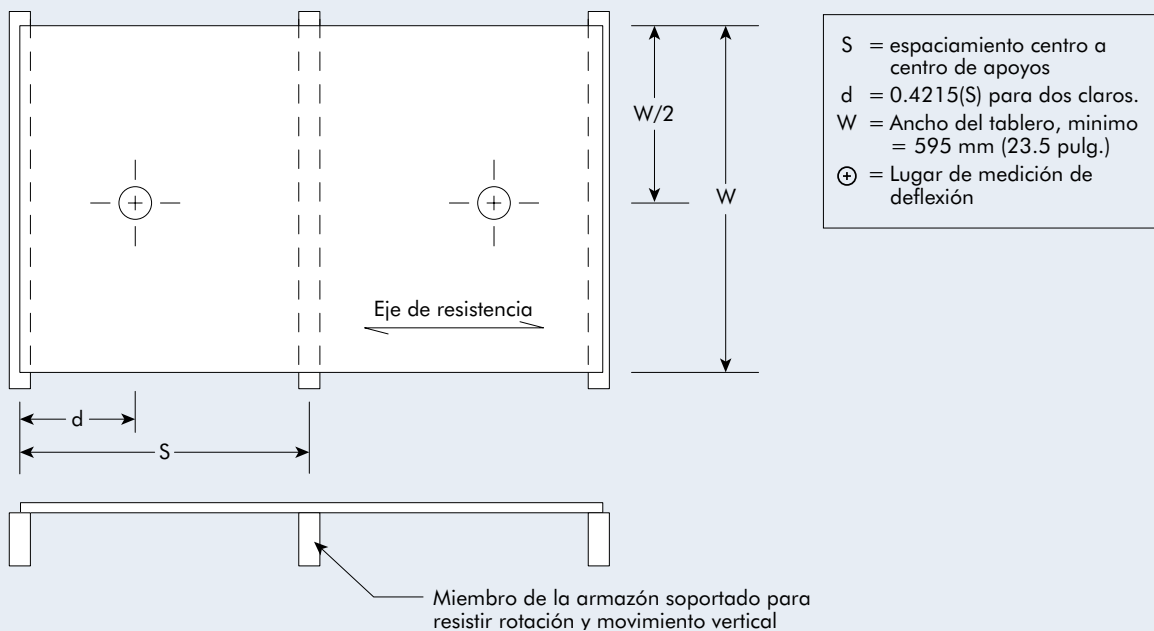 S = espaciamiento centro a
centro de apoyos
d = 0.4215(S) para dos claros.
W = Ancho del tablero, minimo
= 595 mm (23.5 pulg.)
= Lugar de medición de
deflexión
W/2
W
Eje de resistencia
d
S
Miembro de la armazón soportado para
resistir rotación y movimiento vertical